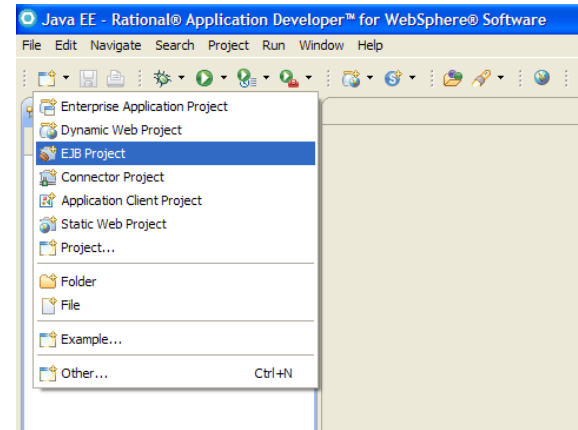 Java EE - Rational® Application Developer™ for WebSphere® Software
File Edit Navigate Search Project Run Window Help
Enterprise Application Project
Dynamic Web Project
EJB Project
Connector Project
Application Client Project
Static Web Project
Project...
Folder
File
Example...
Other... Ctrl+N